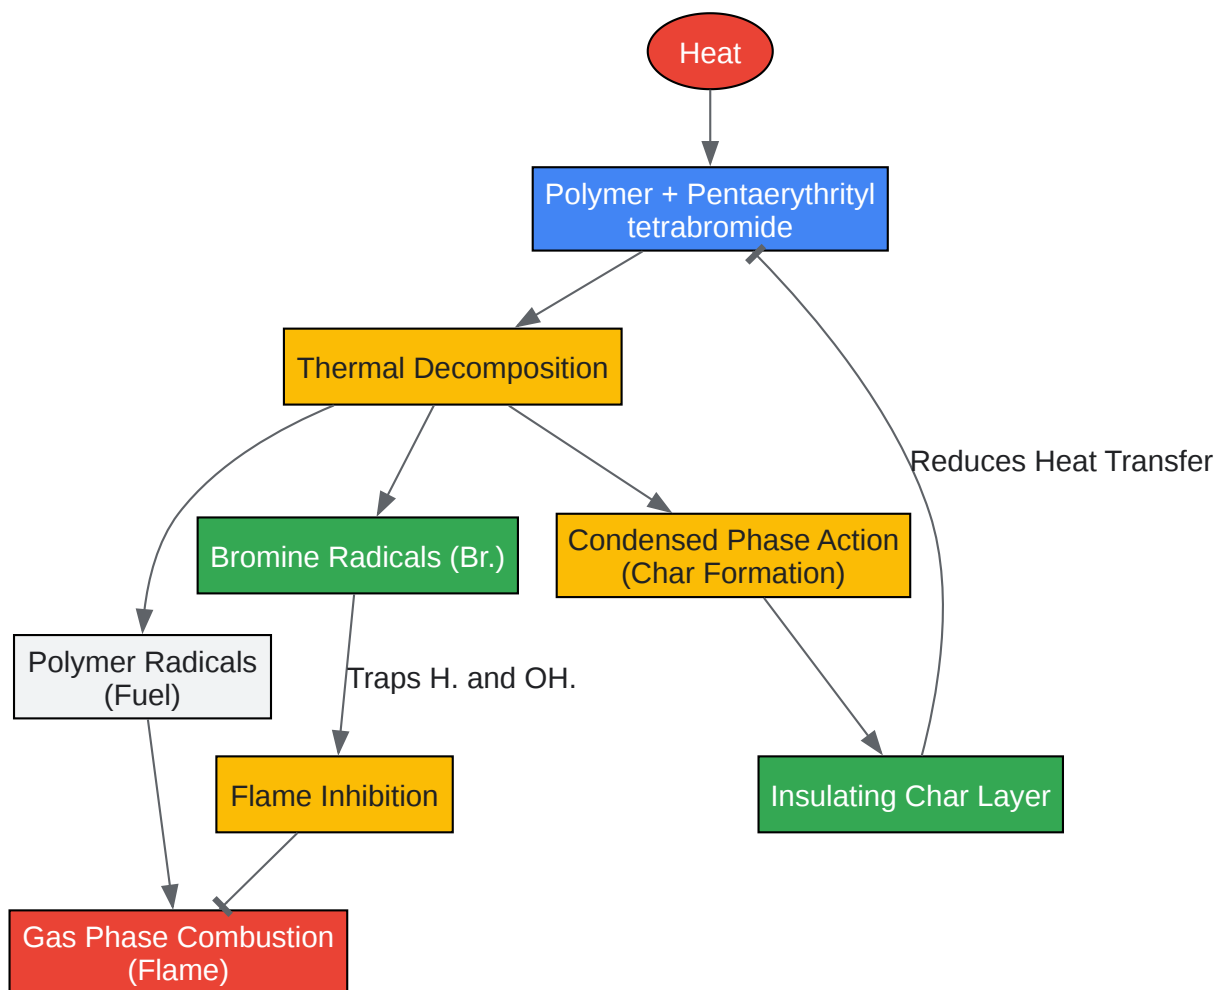 Heat
Polymer + Pentaerythrityl
tetrabromide
Thermal Decomposition
Reduces Heat Transfer
Bromine Radicals (Br.)
Condensed Phase Action
(Char Formation)
Polymer Radicals
(Fuel)
Traps H. and OH.
Flame Inhibition
Insulating Char Layer
Gas Phase Combustion
(Flame)